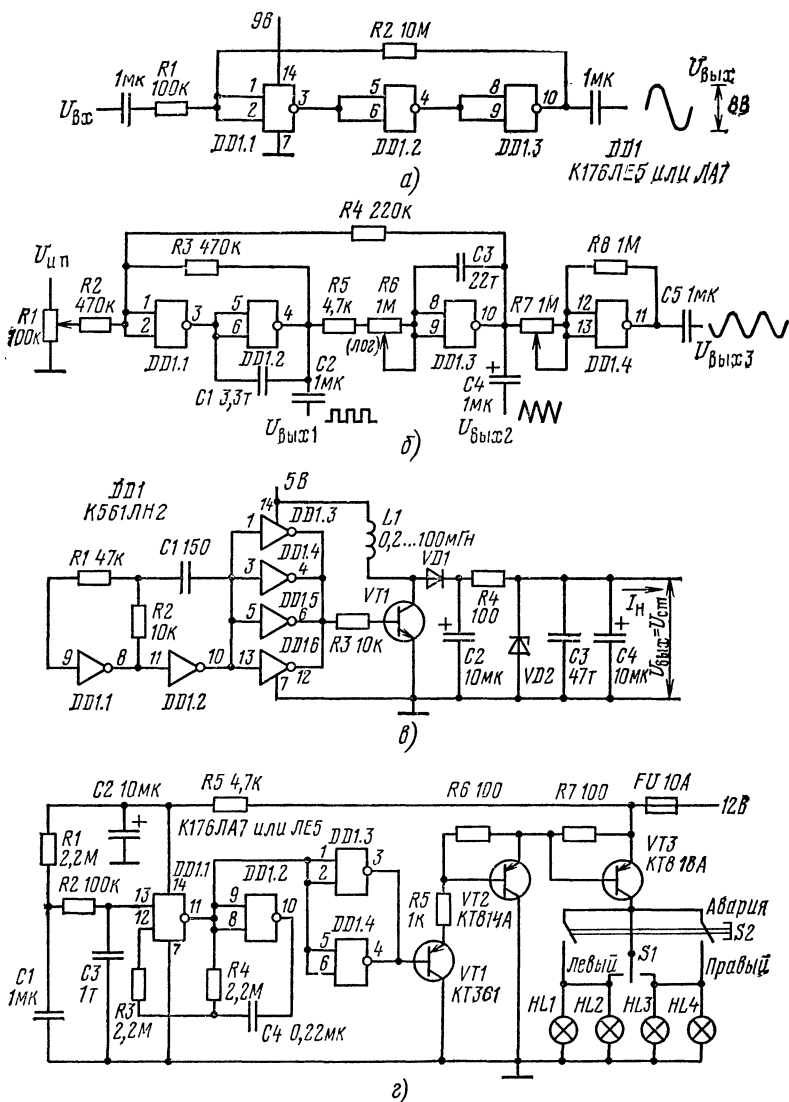 9В
R2 10М
1мк
R1
100к
14
1
2
3
5
6
4
8
9
10
1мк
Uвых
8В
Uвх
DD1.1
7
DD1.2
DD1.3
DD1
К176ЛЕ5 или ЛА7
а)
R4 220к
Uип
R3 470к
R2
470к
R5
4,7к
R6
1М
(лог)
C3
22т
R8 1М
R1
100к
1
2
3
5
6
4
8
9
10
R7 1М
12
13
11
C5 1мк
DD1.1
DD1.2
DD1.3
DD1.4
Uвых3
C1 3,3т
C2
1мк
+
C4
1мк
Uвых1
Uвых2
б)
DD1
К561ЛН2
5В
14
DD1.3
L1
0,2...100мГн
R1 47к
C1 150
1
DD1.4
VD1
R2
10к
3
4
DD1.5
VT1
R4
100
Iн
5
6
DD1.6
R3 10к
+
+
Uвых=Uст
9
8
11
10
13
12
7
C2
10мк
VD2
C3
47т
C4
10мк
DD1.1
DD1.2
в)
C2 10мк
+
R5 4,7к
R6 100
R7 100
FU 10А
12В
К176ЛА7 или ЛЕ5
R1
2,2М
DD1.1
DD1.2
DD1.3
VT3
КТ818А
R2 100к
13
12
14
11
9
8
10
1
2
3
R5
1к
VT2
КТ814А
DD1.4
5
6
4
Авария
S2
C1
1мк
C3
1т
7
R3
2,2М
R4
2,2М
C4 0,22мк
VT1
КТ361
Левый
S1
Правый
HL1
HL2
HL3
HL4
г)